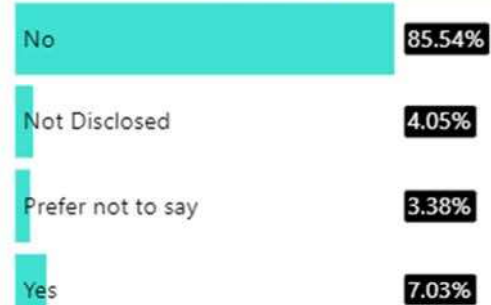 No 85.54%
Not Disclosed 4.05%
Prefer not to say 3.38%
Yes 7.03%